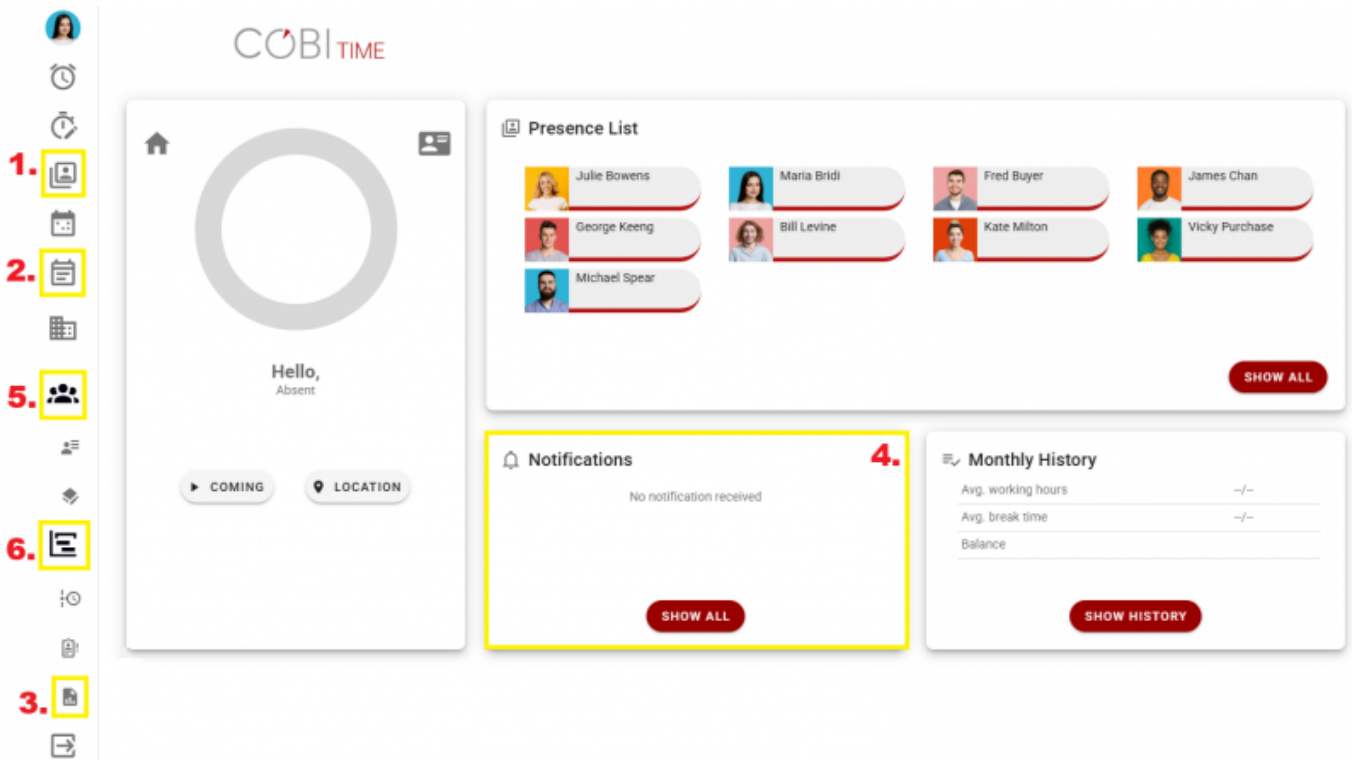 COBI TIME
1.
2.
5.
6.
3.
Hello,
Absent
COMING
LOCATION
Presence List
Julie Bowens
Maria Bridi
Fred Buyer
James Chan
George Keeng
Bill Levine
Kate Milton
Vicky Purchase
Michael Spear
SHOW ALL
Notifications
4.
No notification received
SHOW ALL
Monthly History
Avg. working hours --/--
Avg. break time --/--
Balance
SHOW HISTORY